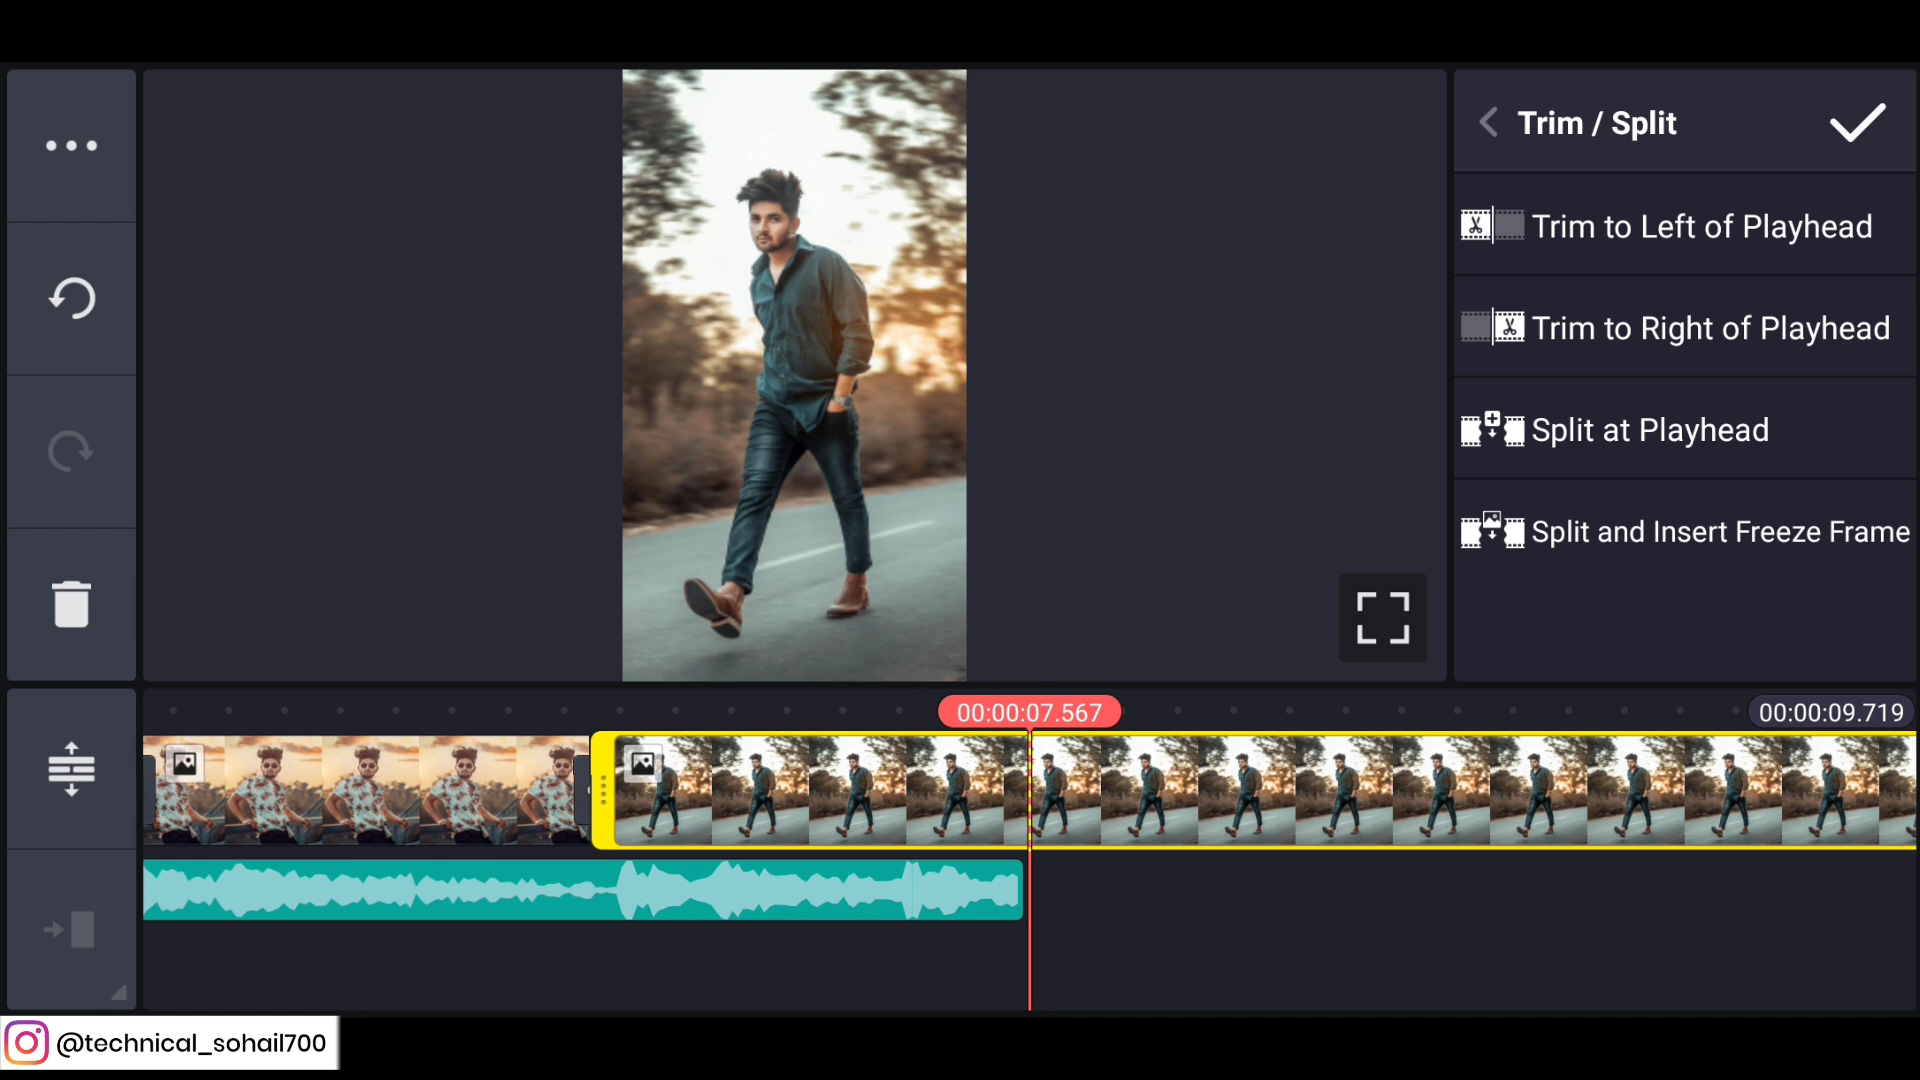 Trim / Split
Trim to Left of Playhead
Trim to Right of Playhead
Split at Playhead
Split and Insert Freeze Frame
00:00:07.567
00:00:09.719
@technical_sohail700